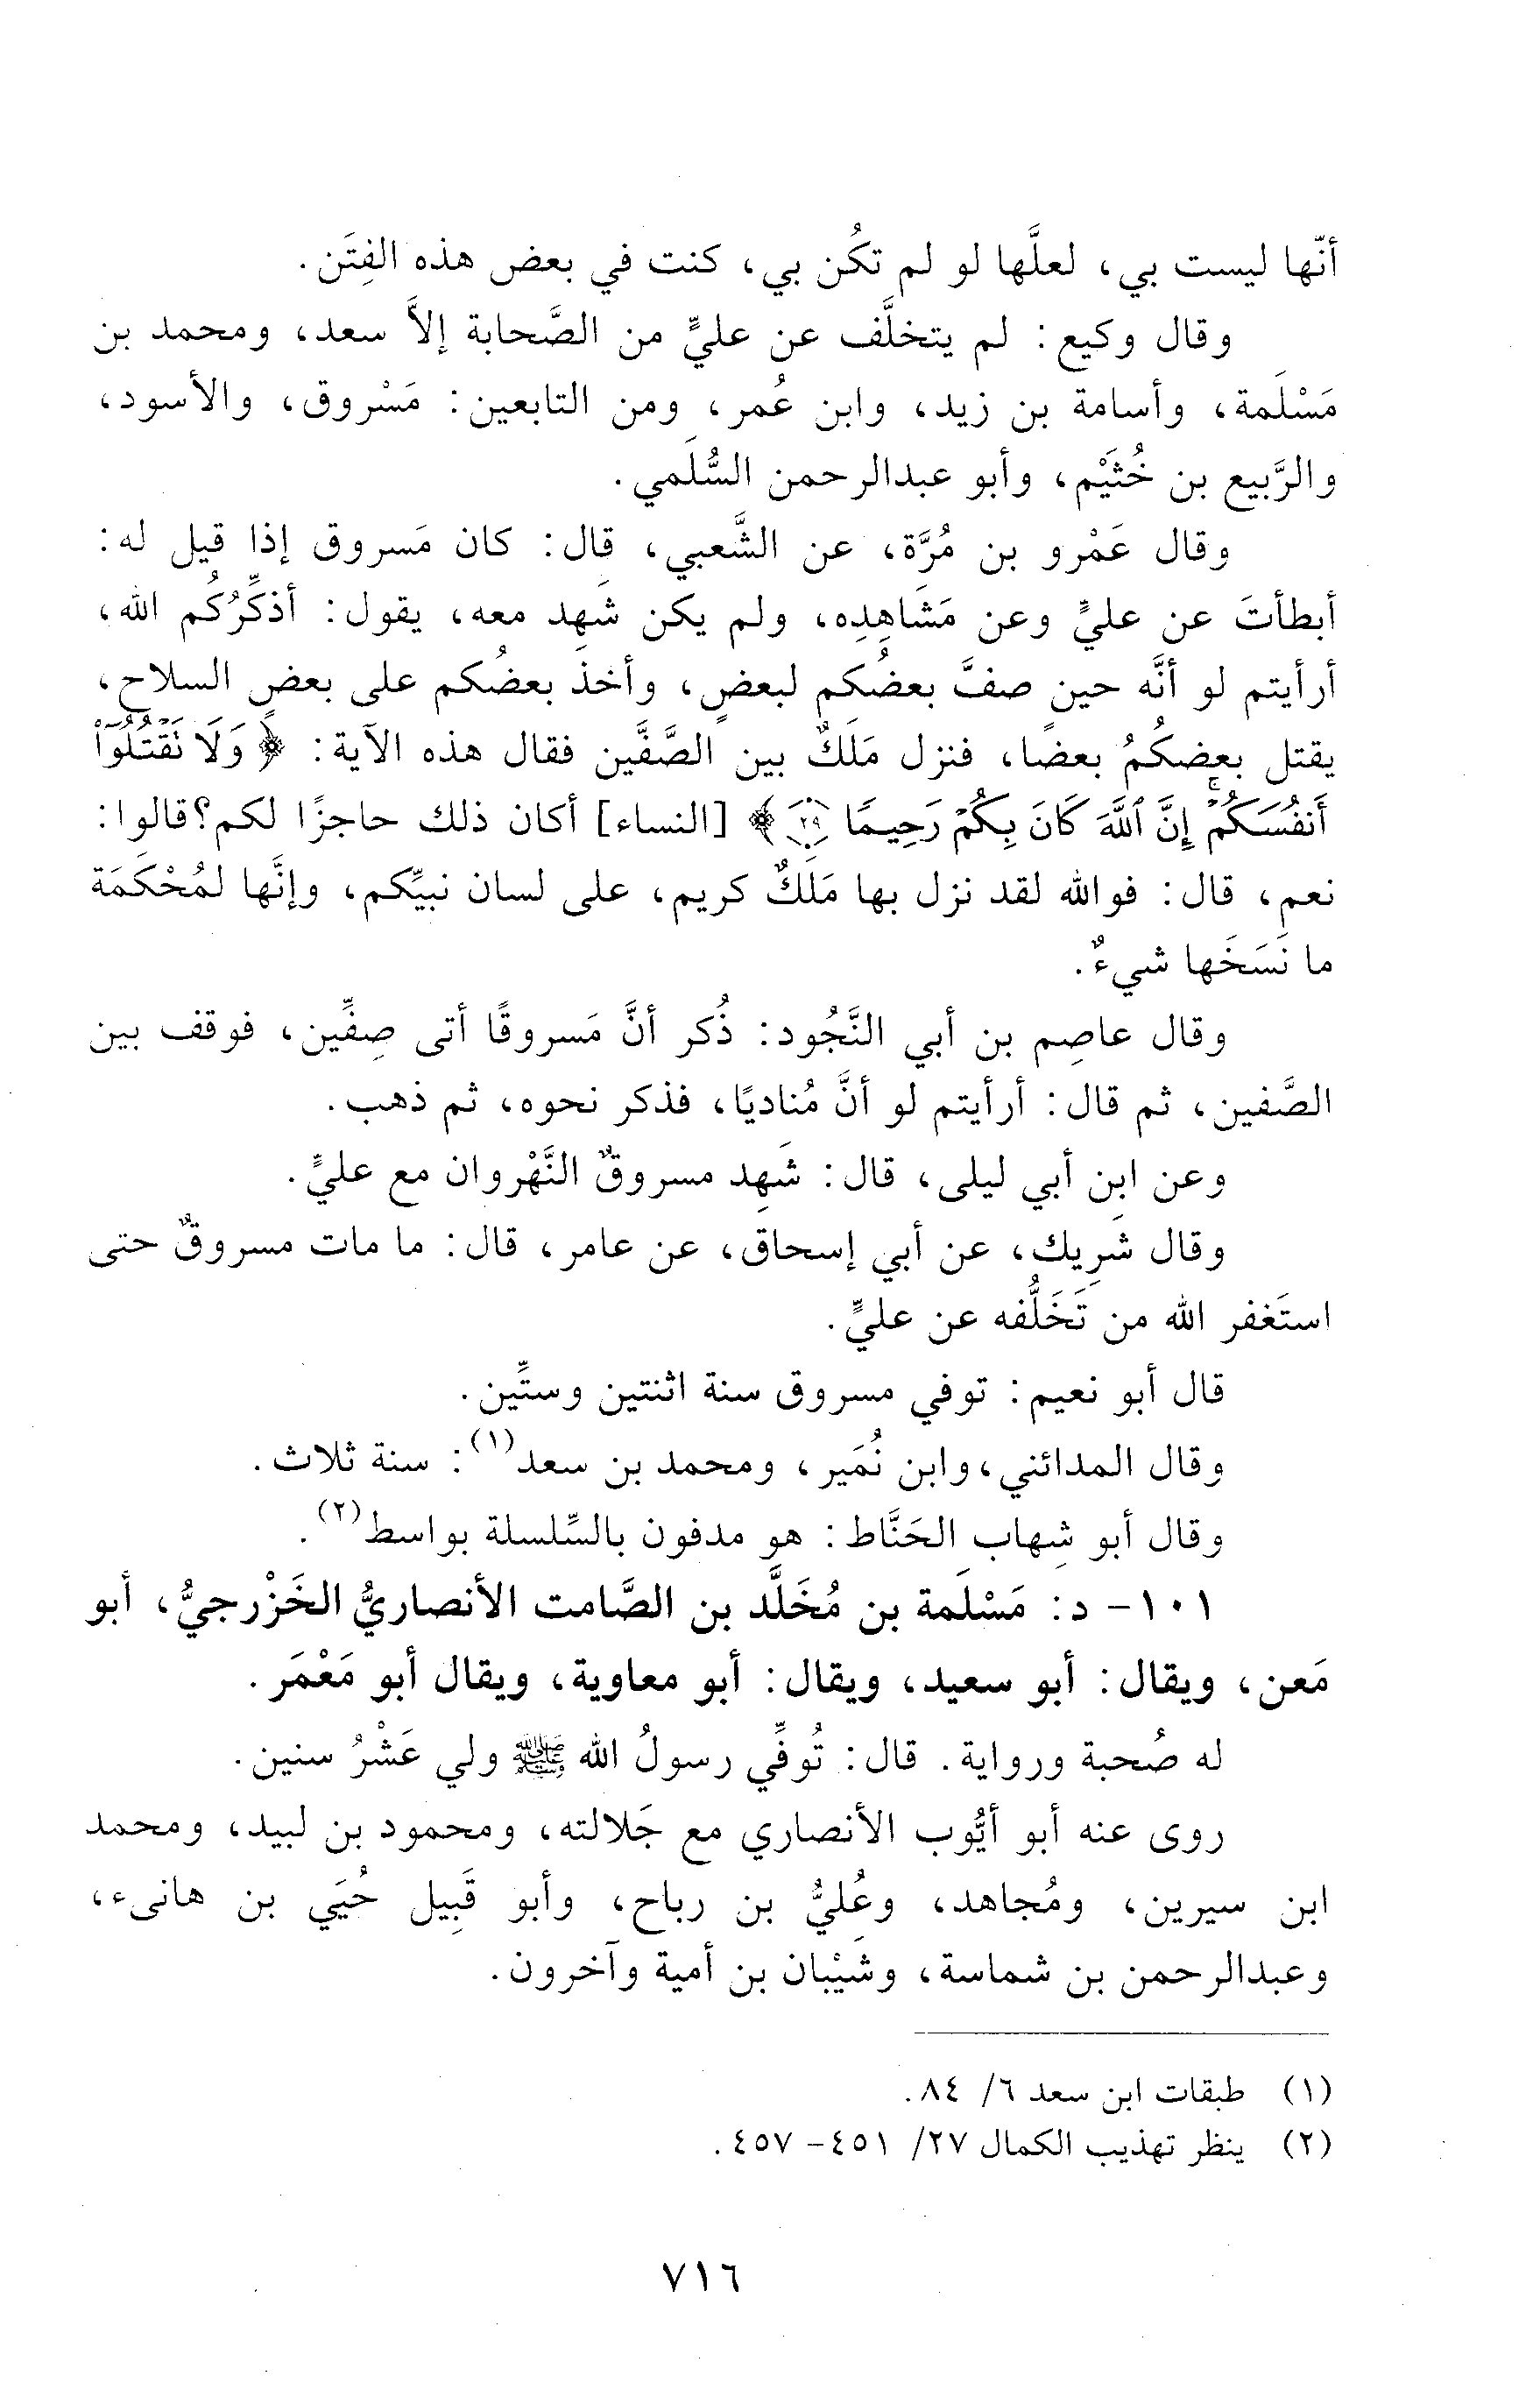 أنّها ليست بي، لعلَّها لو لم تكُن بي، كنت في بعض هذه الفِتَن.
وقال وكيع: لم يتخلَّف عن عليٍّ من الصَّحابة إلاَّ سعد، ومحمد بن
مَسْلَمة، وأسامة بن زيد، وابن عُمر، ومن التابعين: مَسْروق، والأسود،
والرَّبيع بن خُثَيْم، وأبو عبدالرحمن السُّلَمي.
وقال عَمْرو بن مُرَّة، عن الشَّعبي، قال: كان مَسروق إذا قيل له:
أبطأتَ عن عليٍّ وعن مَشَاهِدِه، ولم يكن شَهِد معه، يقول: أذكِّرُكُم الله،
أرأيتم لو أنَّه حين صفَّ بعضُكم لبعضٍ، وأخذَ بعضُكم على بعضٍ السلاح،
يقتل بعضكمُ بعضًا، فنزل مَلَكٌ بين الصَّفَّين فقال هذه الآية: ﴿ وَلَا نَقْتُلُوٓا۟
أَنفُسَكُمْ ۚ إِنَّ ٱللَّهَ كَانَ بِكُمْ رَحِيمًا ٢٩ ﴾ [النساء] أكان ذلك حاجزًا لكم؟ قالوا:
نعم، قال: فوالله لقد نزل بها مَلَكٌ كريم، على لسان نبيِّكم، وإنَّها لمُحْكَمَة
ما نَسَخَها شيءٌ.
وقال عاصِم بن أبي النَّجُود: ذُكر أنَّ مَسروقًا أتى صِفِّين، فوقف بين
الصَّفين، ثم قال: أرأيتم لو أنَّ مُناديًا، فذكر نحوه، ثم ذهب.
وعن ابن أبي ليلى، قال: شَهِد مسروقٌ النَّهْروان مع عليٍّ.
وقال شَرِيك، عن أبي إسحاق، عن عامر، قال: ما مات مسروقٌ حتى
استَغفر الله من تَخَلُّفه عن عليٍّ.
قال أبو نعيم: توفي مسروق سنة اثنتين وستِّين.
وقال المدائني، وابن نُمَير، ومحمد بن سعد(١): سنة ثلاث.
وقال أبو شِهاب الحَنَّاط: هو مدفون بالسِّلسلة بواسط(٢).
١٠١- د: مَسْلَمة بن مُخَلَّد بن الصَّامت الأنصاريُّ الخَزْرجيُّ، أبو
مَعن، ويقال: أبو سعيد، ويقال: أبو معاوية، ويقال أبو مَعْمَر.
له صُحبة ورواية. قال: تُوفِّي رسولُ الله ﷺ ولي عَشْرُ سنين.
روى عنه أبو أيُّوب الأنصاري مع جَلالته، ومحمود بن لبيد، ومحمد
ابن سيرين، ومُجاهد، وعُليُّ بن رباح، وأبو قَبِيل حُيَي بن هانىء،
وعبدالرحمن بن شماسة، وشَيْبان بن أمية وآخرون.
(١) طبقات ابن سعد ٦/ ٨٤.
(٢) ينظر تهذيب الكمال ٢٧/ ٤٥١- ٤٥٧.
٧١٦